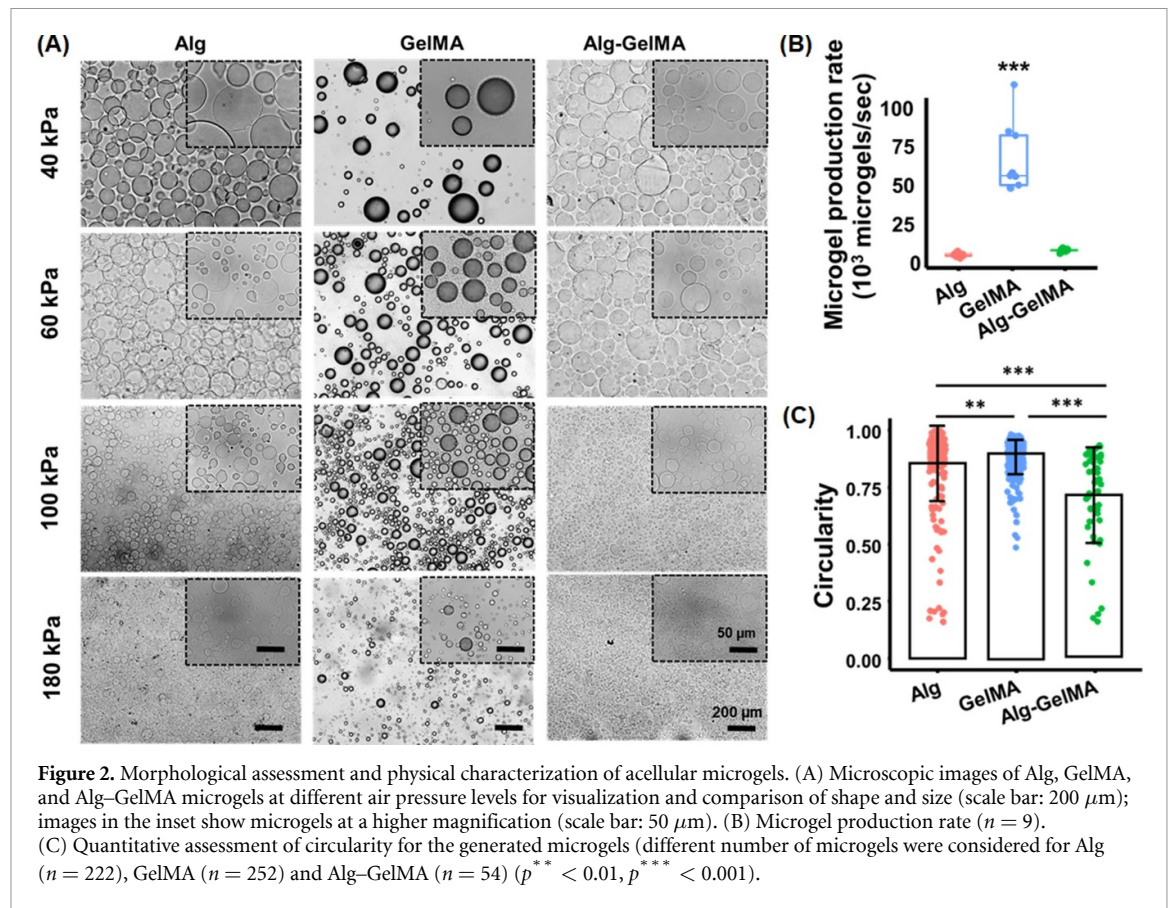 (A)
Alg
GelMA
Alg-GelMA
40 kPa
60 kPa
100 kPa
180 kPa
50 µm
200 µm
(B)
Microgel production rate
(10³ microgels/sec)
100
75
50
25
0
***
Alg
GelMA
Alg-GelMA
(C)
***
**
***
Circularity
1.00
0.75
0.50
0.25
0.00
Alg
GelMA
Alg-GelMA
Figure 2. Morphological assessment and physical characterization of acellular microgels. (A) Microscopic images of Alg, GelMA,
and Alg–GelMA microgels at different air pressure levels for visualization and comparison of shape and size (scale bar: 200 µm);
images in the inset show microgels at a higher magnification (scale bar: 50 µm). (B) Microgel production rate (n = 9).
(C) Quantitative assessment of circularity for the generated microgels (different number of microgels were considered for Alg
(n = 222), GelMA (n = 252) and Alg–GelMA (n = 54) (p** < 0.01, p*** < 0.001).